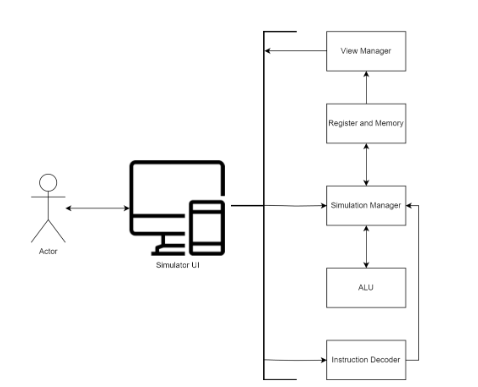 View Manager
Register and Memory
Simulation Manager
Actor
Simulator UI
ALU
Instruction Decoder